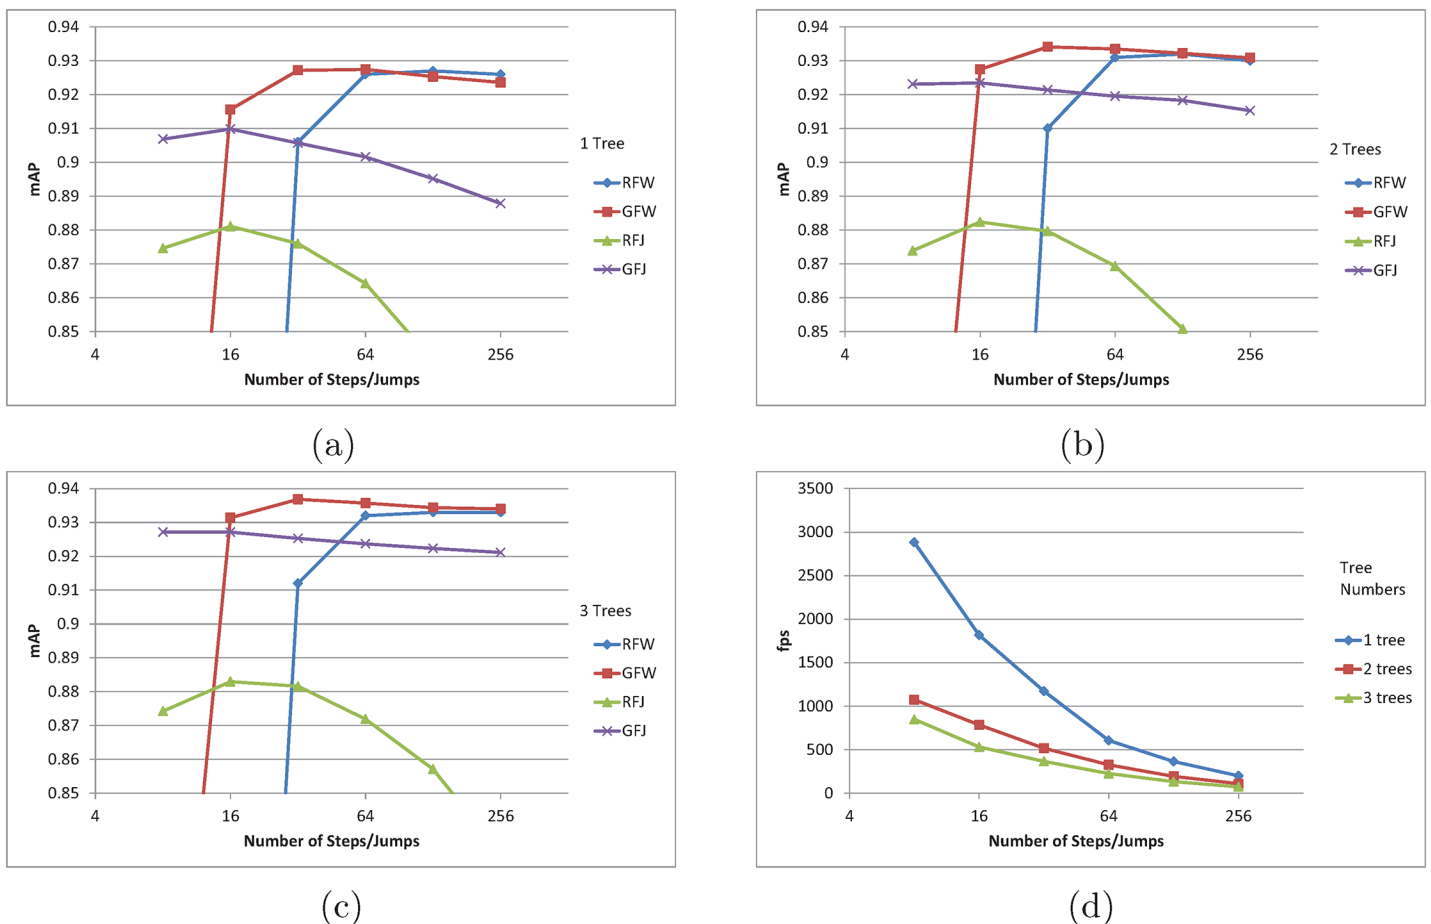 0.94
0.93
0.92
0.91
0.9
0.89
0.88
0.87
0.86
0.85
mAP
4
16
64
256
Number of Steps/Jumps
1 Tree
RFW
GFW
RFJ
GFJ
(a)
0.94
0.93
0.92
0.91
0.9
0.89
0.88
0.87
0.86
0.85
mAP
4
16
64
256
Number of Steps/Jumps
2 Trees
RFW
GFW
RFJ
GFJ
(b)
0.94
0.93
0.92
0.91
0.9
0.89
0.88
0.87
0.86
0.85
mAP
4
16
64
256
Number of Steps/Jumps
3 Trees
RFW
GFW
RFJ
GFJ
(c)
3500
3000
2500
2000
1500
1000
500
0
fps
4
16
64
256
Number of Steps/Jumps
Tree
Numbers
1 tree
2 trees
3 trees
(d)